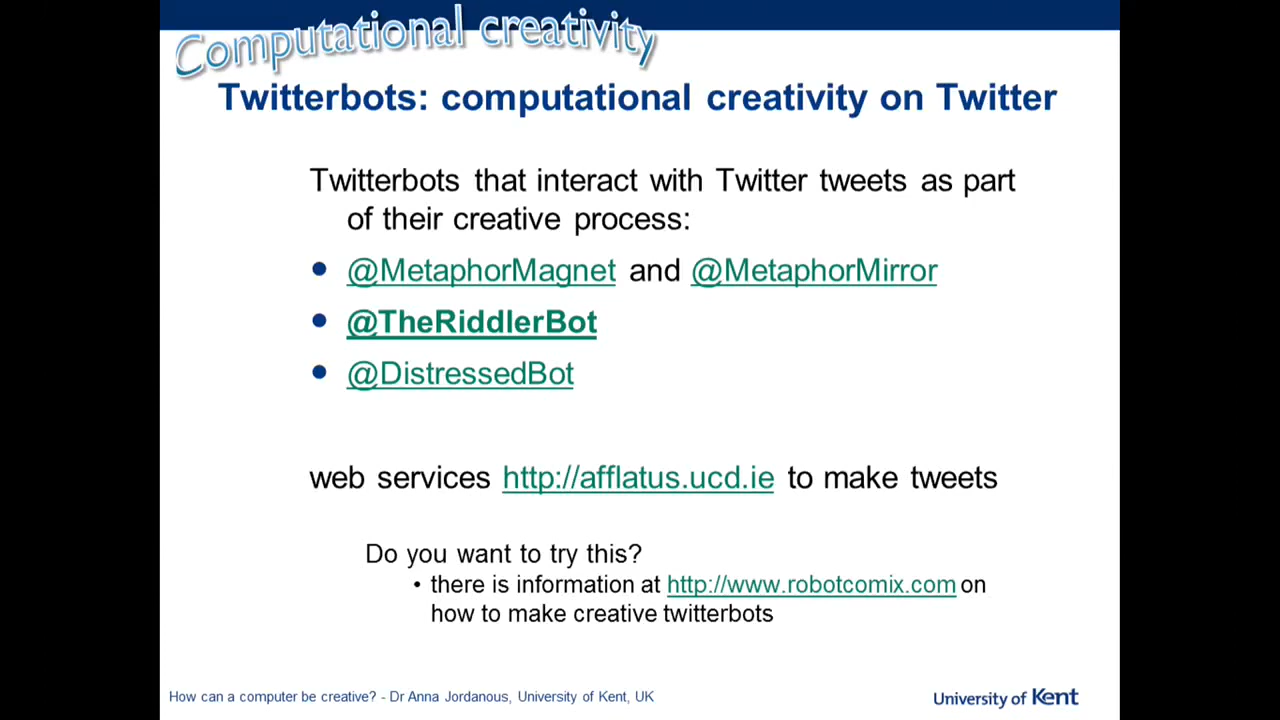 Computational creativity
Twitterbots: computational creativity on Twitter
Twitterbots that interact with Twitter tweets as part
of their creative process:
• @MetaphorMagnet and @MetaphorMirror
• @TheRiddlerBot
• @DistressedBot
web services http://afflatus.ucd.ie to make tweets
Do you want to try this?
• there is information at http://www.robotcomix.com on
how to make creative twitterbots
How can a computer be creative? - Dr Anna Jordanous, University of Kent, UK
University of Kent